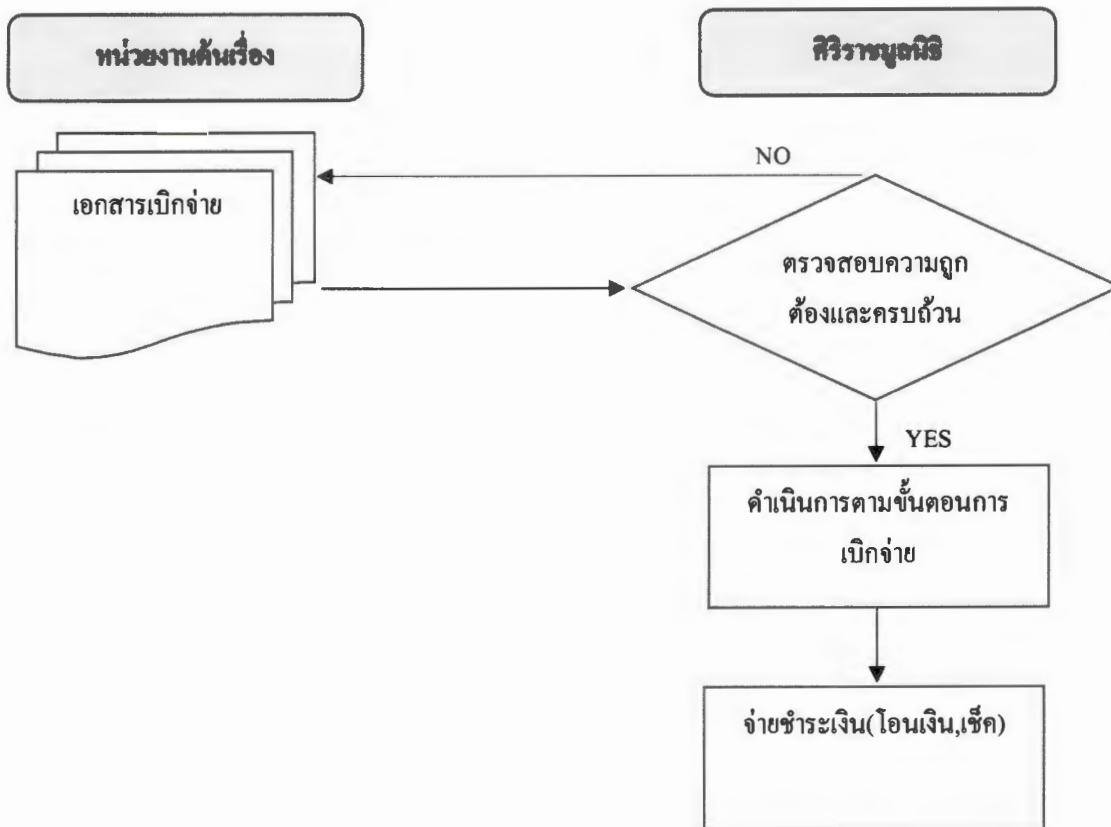 หน่วยงานต้นเรื่อง
ศิริราชมูลนิธิ
NO
เอกสารเบิกจ่าย
ตรวจสอบความถูก
ต้องและครบถ้วน
YES
ดำเนินการตามขั้นตอนการ
เบิกจ่าย
จ่ายชำระเงิน(โอนเงิน,เช็ค)